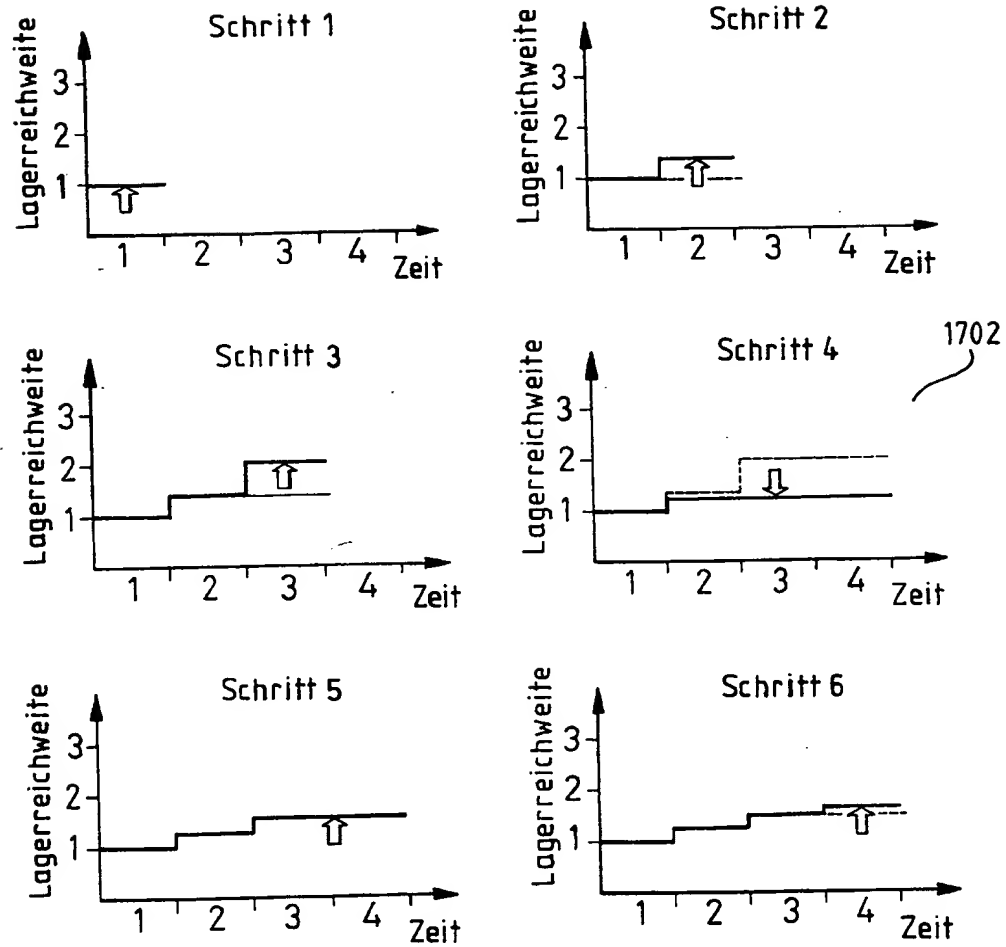 Schritt 1
Lagerreichweite
3
2
1
1 2 3 4
Zeit
Schritt 2
Lagerreichweite
3
2
1
1 2 3 4
Zeit
Schritt 3
Lagerreichweite
3
2
1
1 2 3 4
Zeit
Schritt 4
1702
Lagerreichweite
3
2
1
1 2 3 4
Zeit
Schritt 5
Lagerreichweite
3
2
1
1 2 3 4
Zeit
Schritt 6
Lagerreichweite
3
2
1
1 2 3 4
Zeit